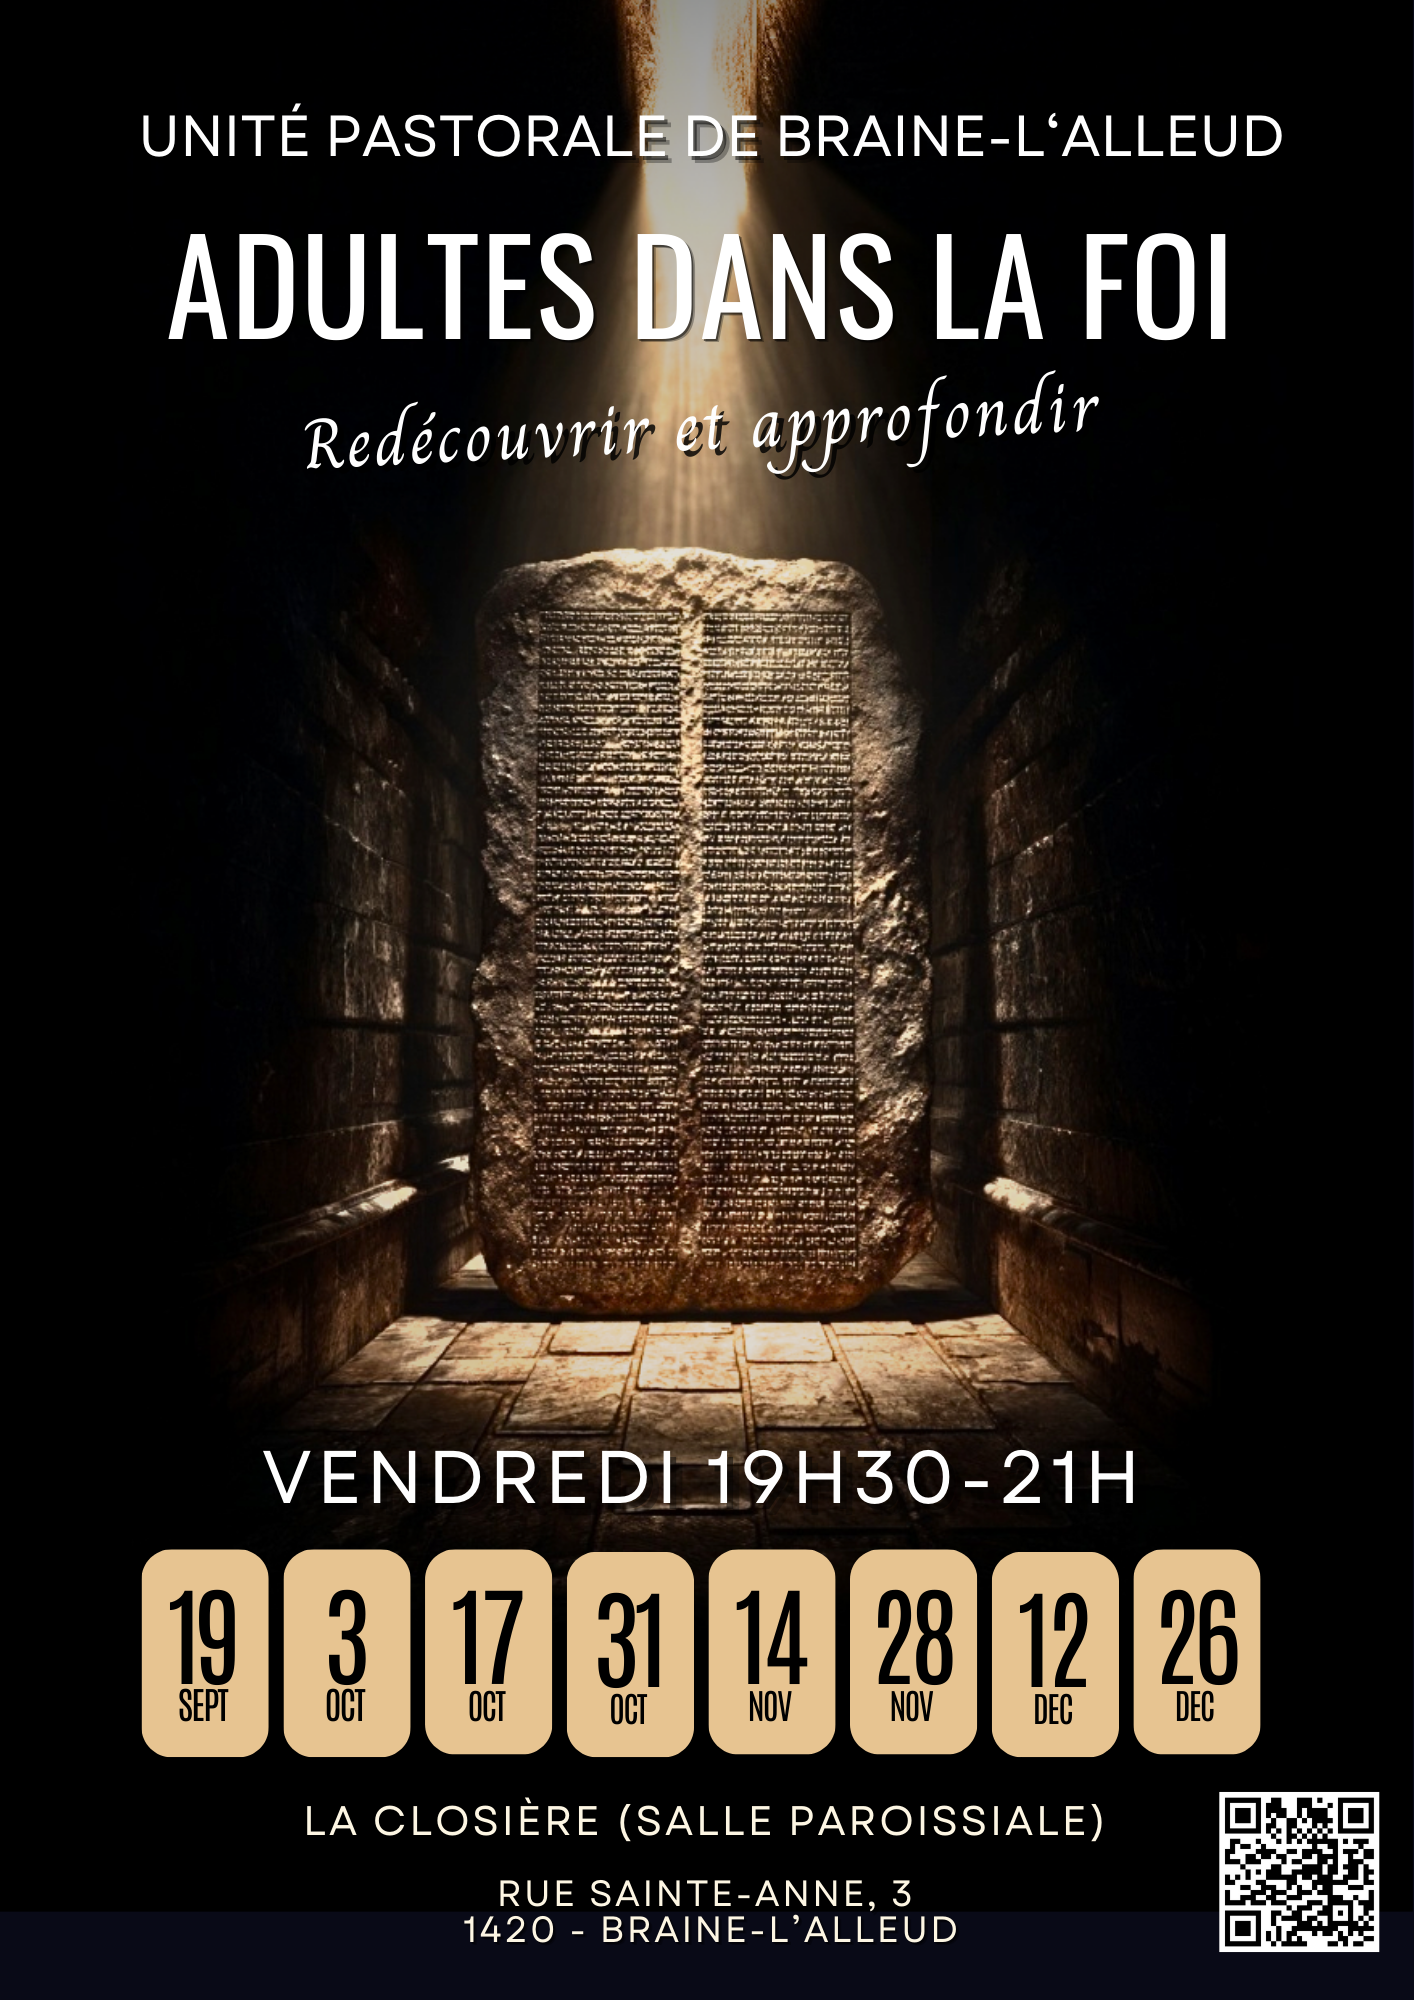 UNITÉ PASTORALE DE BRAINE-L‘ALLEUD
ADULTES DANS LA FOI
Redécouvrir et approfondir
VENDREDI 19H30-21H
19 SEPT
3 OCT
17 OCT
31 OCT
14 NOV
28 NOV
12 DEC
26 DEC
LA CLOSIÈRE (SALLE PAROISSIALE)
RUE SAINTE-ANNE, 3
1420 - BRAINE-L’ALLEUD